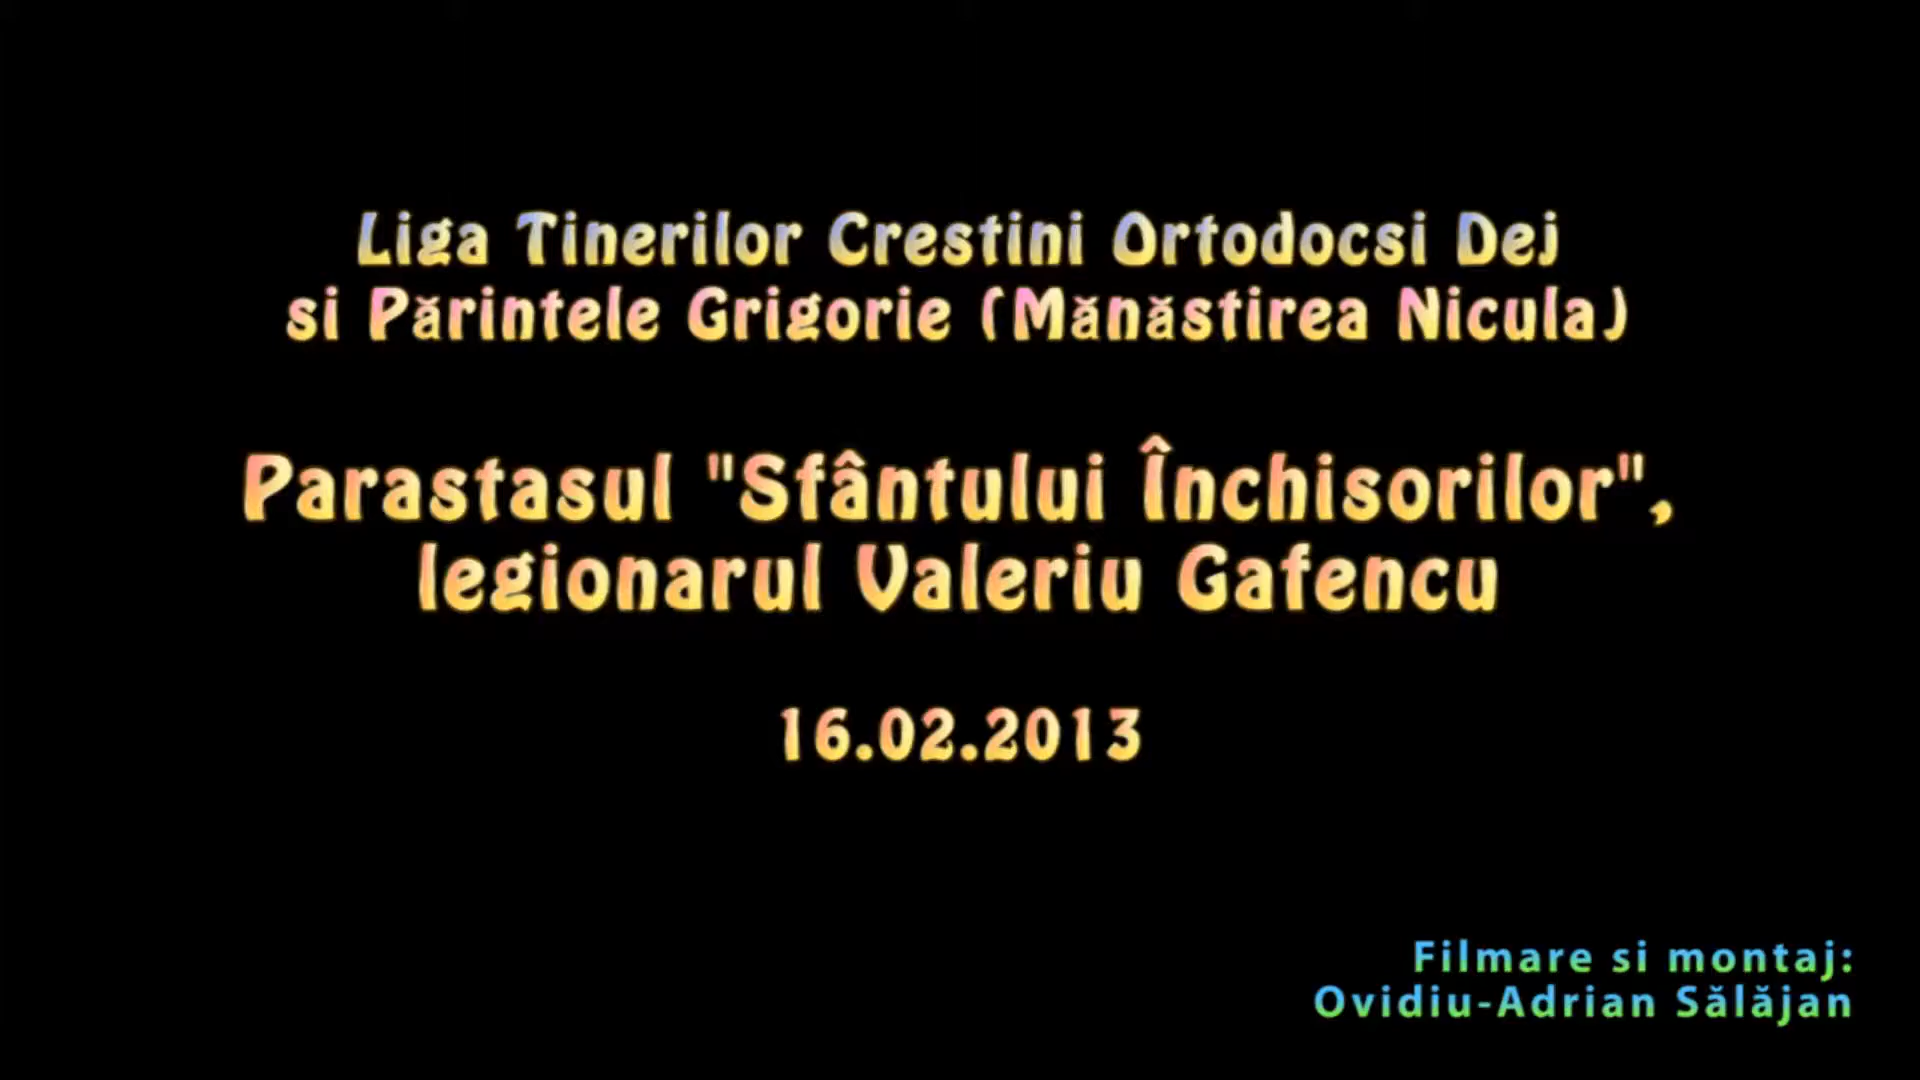 Liga Tinerilor Crestini Ortodocsi Dej
si Părintele Grigorie (Mănăstirea Nicula)
Parastasul "Sfântului Închisorilor",
legionarul Valeriu Gafencu
16.02.2013
Filmare si montaj:
Ovidiu-Adrian Sălăjan